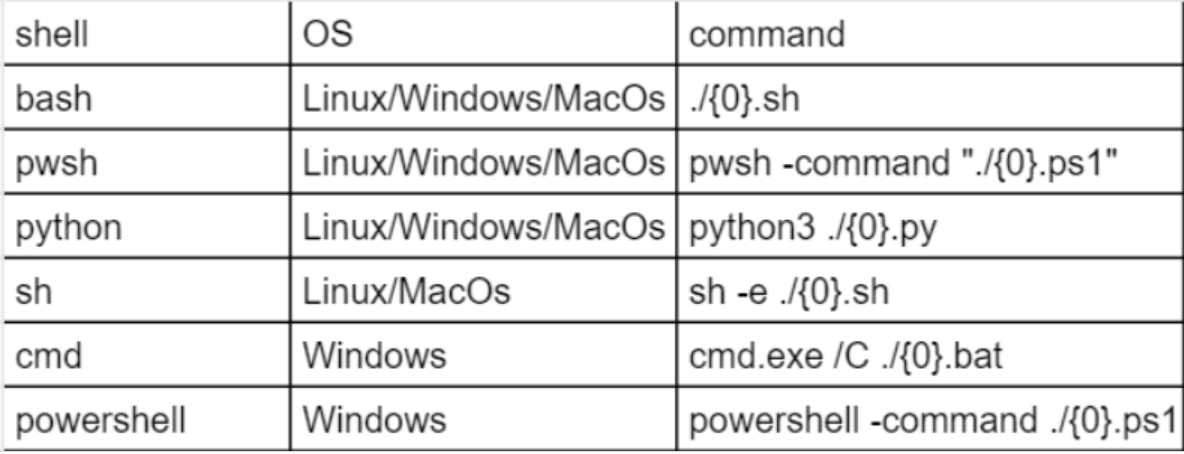 shell OS command
bash Linux/Windows/MacOs ./{0}.sh
pwsh Linux/Windows/MacOs pwsh -command "./{0}.ps1"
python Linux/Windows/MacOs python3 ./{0}.py
sh Linux/MacOs sh -e ./{0}.sh
cmd Windows cmd.exe /C ./{0}.bat
powershell Windows powershell -command ./{0}.ps1